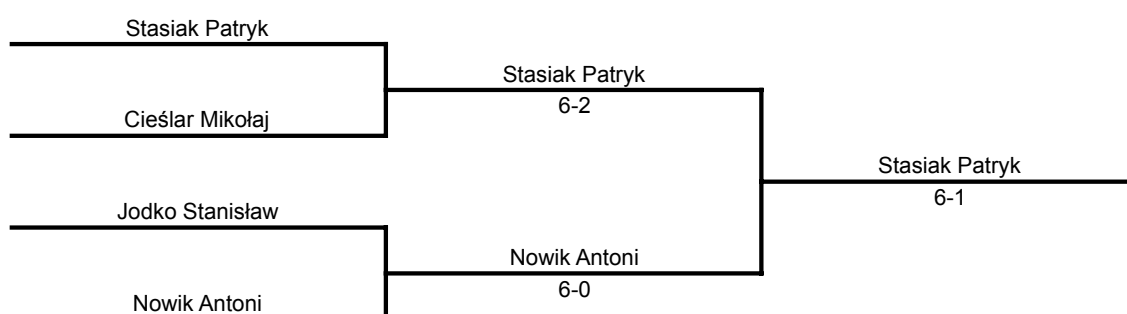 Stasiak Patryk
Stasiak Patryk
6-2
Cieślar Mikołaj
Stasiak Patryk
6-1
Jodko Stanisław
Nowik Antoni
6-0
Nowik Antoni